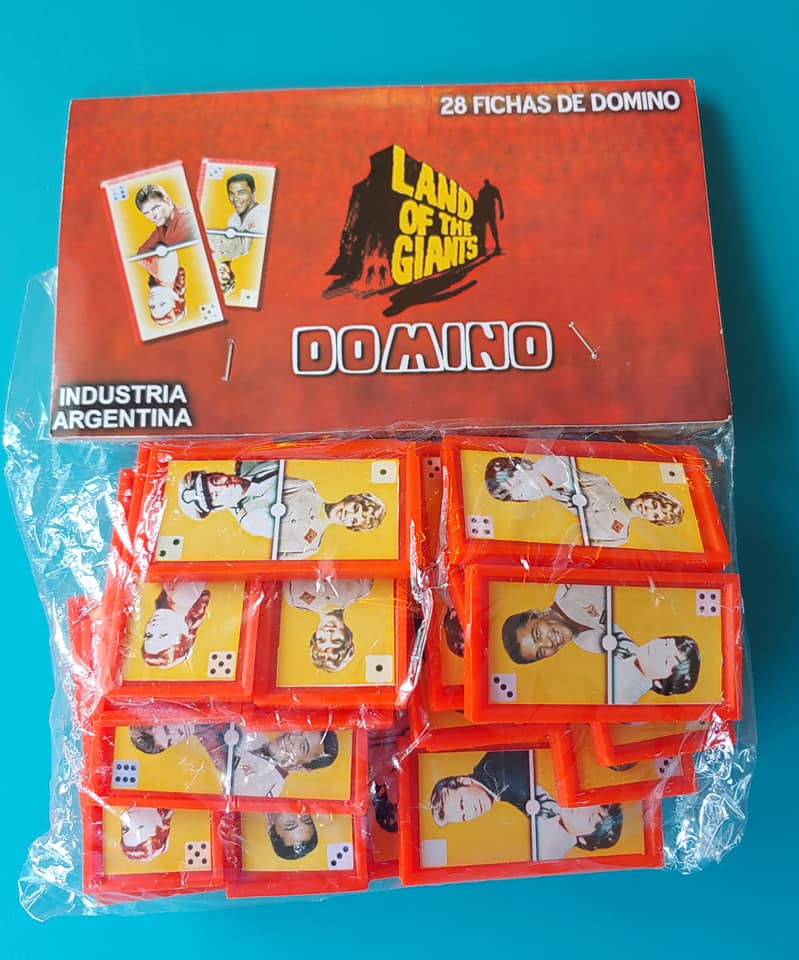 28 FICHAS DE DOMINO
LAND
OF THE
GIANTS
DOMINO
INDUSTRIA
ARGENTINA